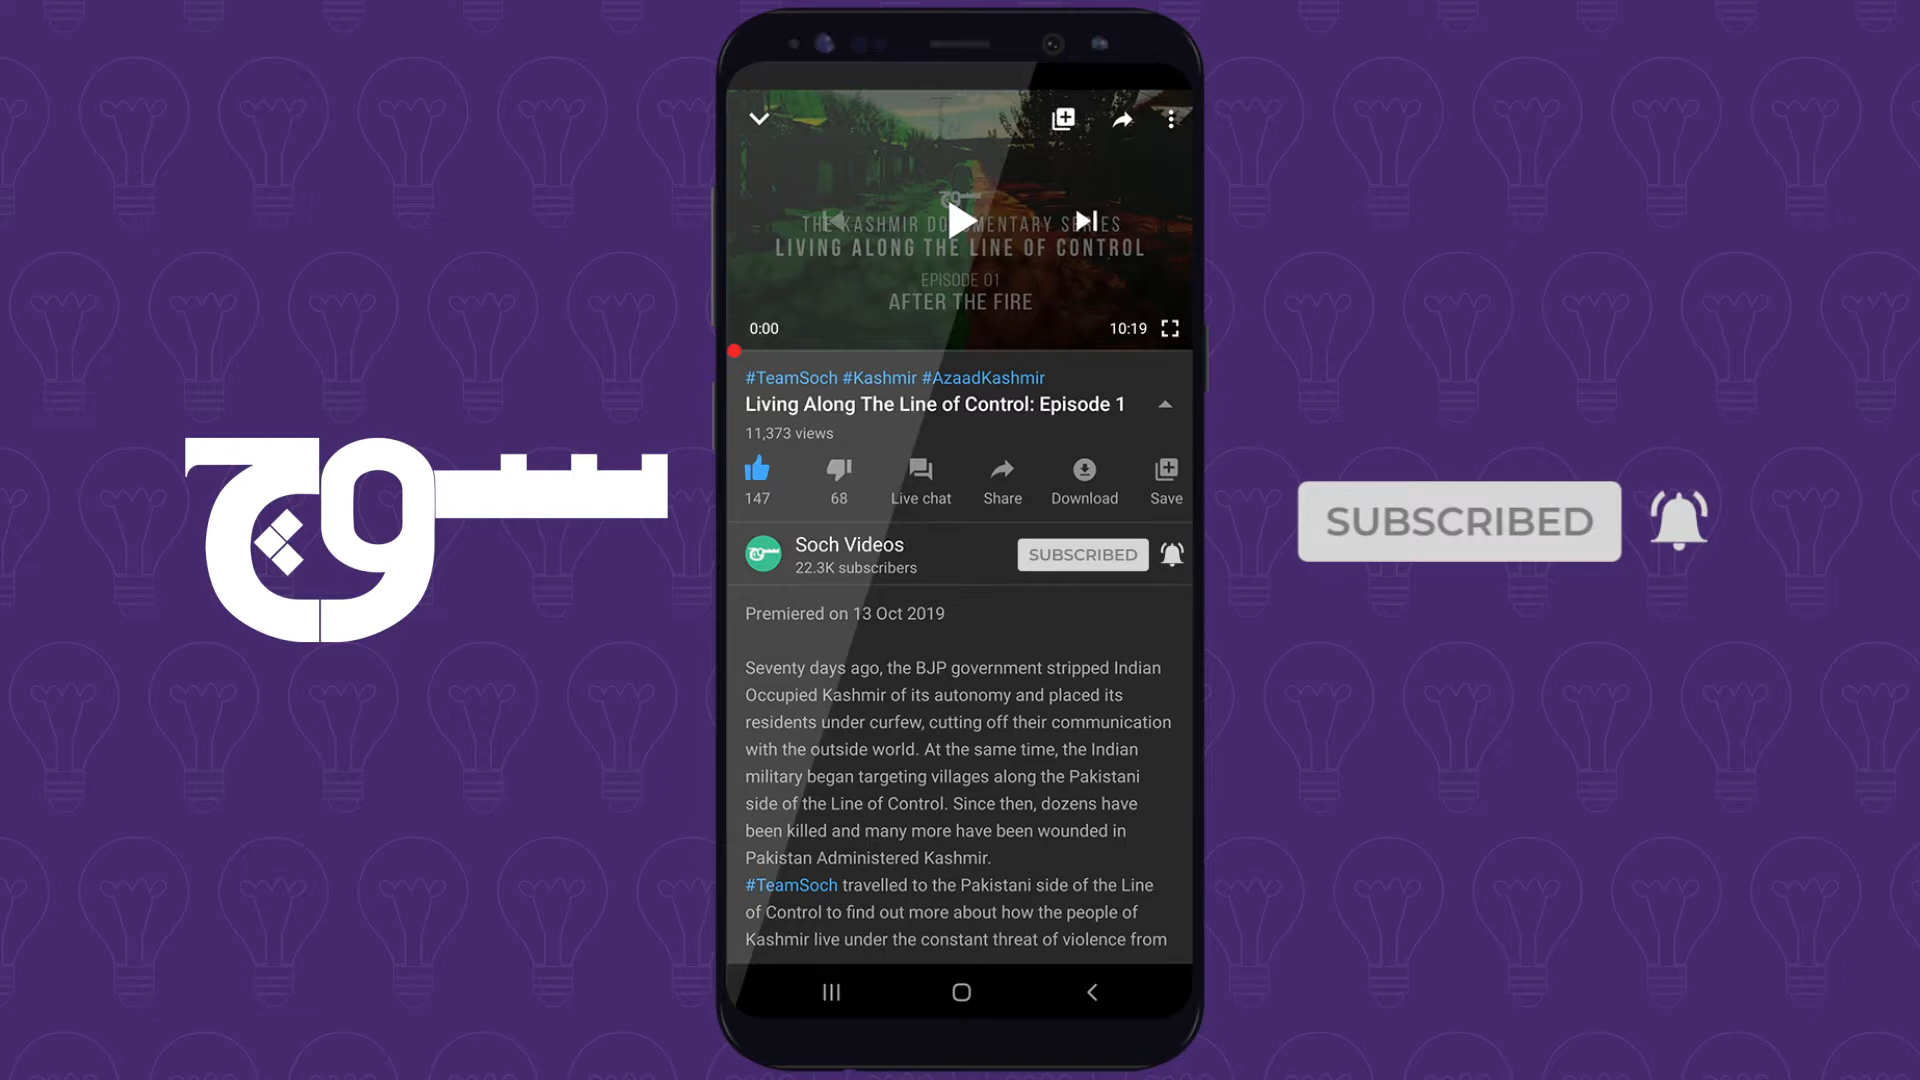 سوچ
سوچ
THE KASHMIR DOCUMENTARY SERIES
LIVING ALONG THE LINE OF CONTROL
EPISODE 01
AFTER THE FIRE
0:00
10:19
#TeamSoch #Kashmir #AzaadKashmir
Living Along The Line of Control: Episode 1
11,373 views
147
68
Live chat
Share
Download
Save
سوچ
Soch Videos
22.3K subscribers
SUBSCRIBED
SUBSCRIBED
Premiered on 13 Oct 2019
Seventy days ago, the BJP government stripped Indian
Occupied Kashmir of its autonomy and placed its
residents under curfew, cutting off their communication
with the outside world. At the same time, the Indian
military began targeting villages along the Pakistani
side of the Line of Control. Since then, dozens have
been killed and many more have been wounded in
Pakistan Administered Kashmir.
#TeamSoch travelled to the Pakistani side of the Line
of Control to find out more about how the people of
Kashmir live under the constant threat of violence from